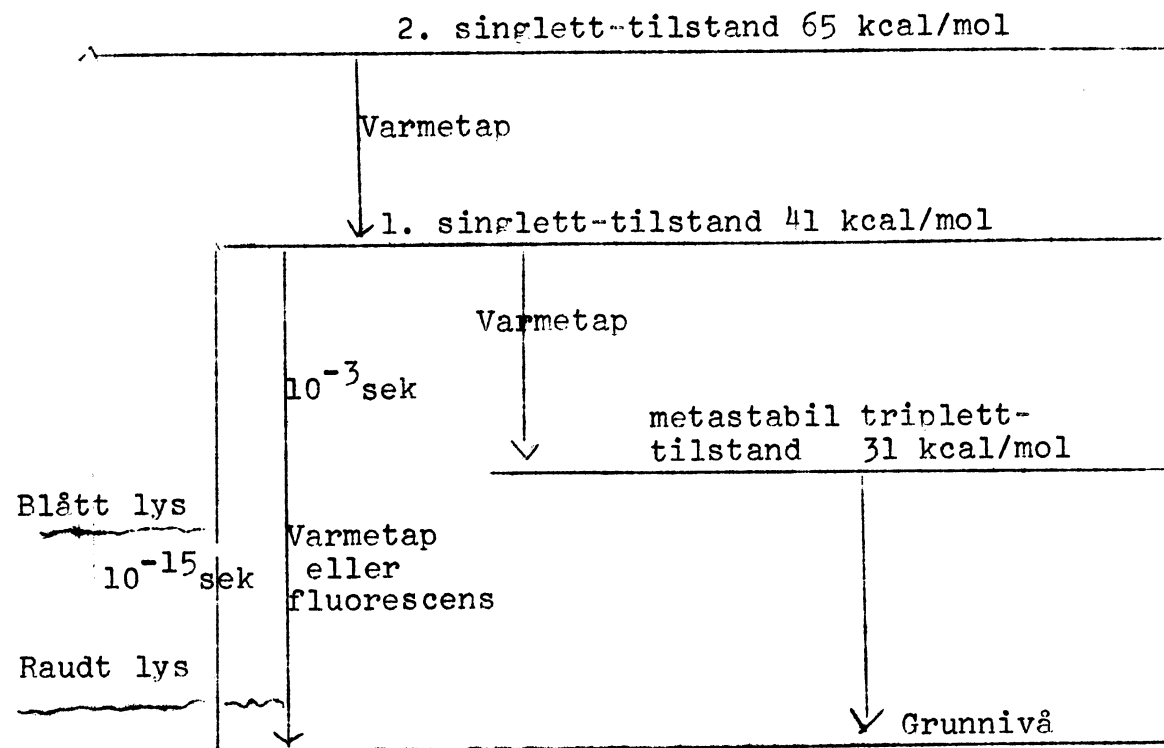 2. singlett-tilstand 65 kcal/mol
Varmetap
1. singlett-tilstand 41 kcal/mol
Varmetap
10⁻³sek
metastabil triplett-
tilstand 31 kcal/mol
Blått lys
10⁻¹⁵sek
Varmetap
eller
fluorescens
Raudt lys
Grunnivå